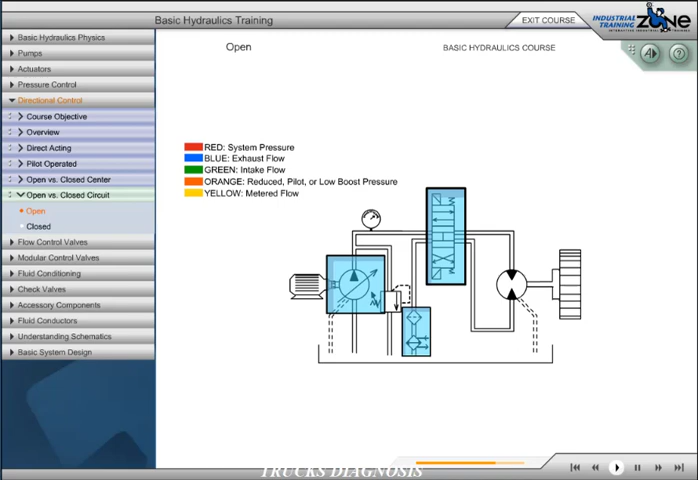 Basic Hydraulics Training
EXIT COURSE
INDUSTRIAL
TRAINING
ZONE
Basic Hydraulics Physics
Pumps
Actuators
Pressure Control
Directional Control
Course Objective
Overview
Direct Acting
Pilot Operated
Open vs. Closed Center
Open vs. Closed Circuit
Open
Closed
Flow Control Valves
Modular Control Valves
Fluid Conditioning
Check Valves
Accessory Components
Fluid Conductors
Understanding Schematics
Basic System Design
Open
BASIC HYDRAULICS COURSE
A
?
RED: System Pressure
BLUE: Exhaust Flow
GREEN: Intake Flow
ORANGE: Reduced, Pilot, or Low Boost Pressure
YELLOW: Metered Flow
TRUCKS DIAGNOSIS